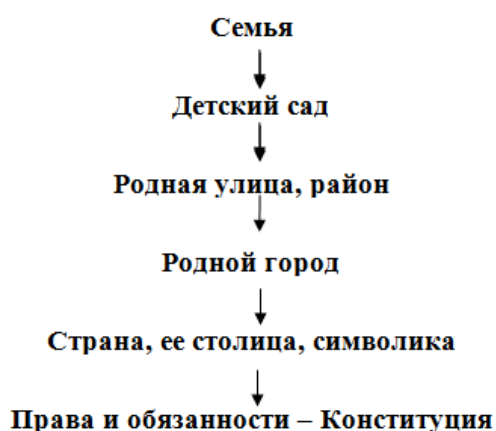 Семья
Детский сад
Родная улица, район
Родной город
Страна, ее столица, символика
Права и обязанности – Конституция